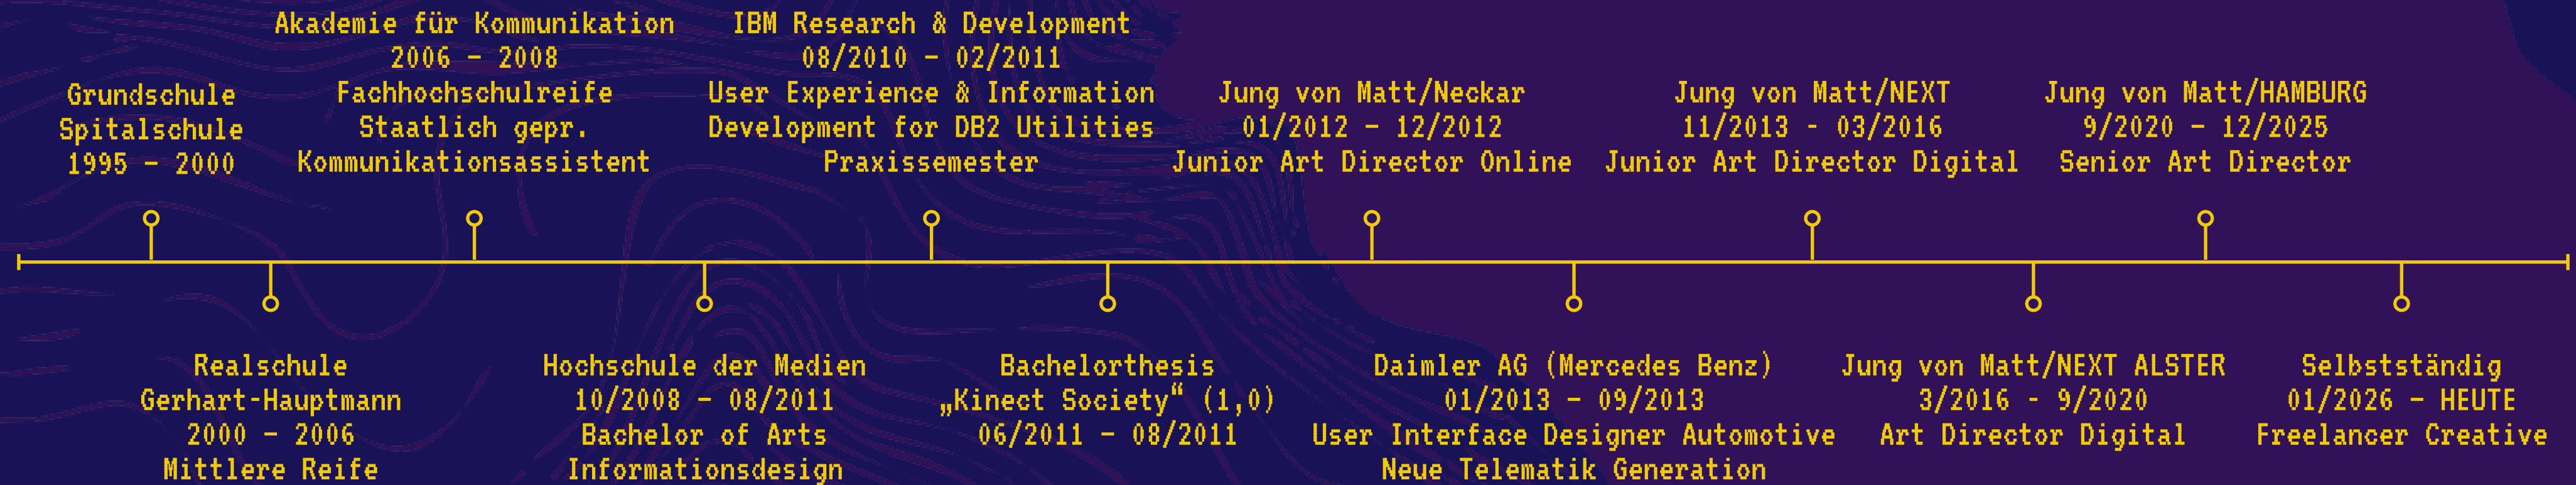 Grundschule
Spitalschule
1995 – 2000
Akademie für Kommunikation
2006 – 2008
Fachhochschulreife
Staatlich gepr.
Kommunikationsassistent
IBM Research & Development
08/2010 – 02/2011
User Experience & Information
Development for DB2 Utilities
Praxissemester
Jung von Matt/Neckar
01/2012 – 12/2012
Junior Art Director Online
Jung von Matt/NEXT
11/2013 - 03/2016
Junior Art Director Digital
Jung von Matt/HAMBURG
9/2020 – 12/2025
Senior Art Director
Realschule
Gerhart-Hauptmann
2000 – 2006
Mittlere Reife
Hochschule der Medien
10/2008 – 08/2011
Bachelor of Arts
Informationsdesign
Bachelorthesis
„Kinect Society“ (1,0)
06/2011 – 08/2011
Daimler AG (Mercedes Benz)
01/2013 – 09/2013
User Interface Designer Automotive
Neue Telematik Generation
Jung von Matt/NEXT ALSTER
3/2016 - 9/2020
Art Director Digital
Selbstständig
01/2026 – HEUTE
Freelancer Creative